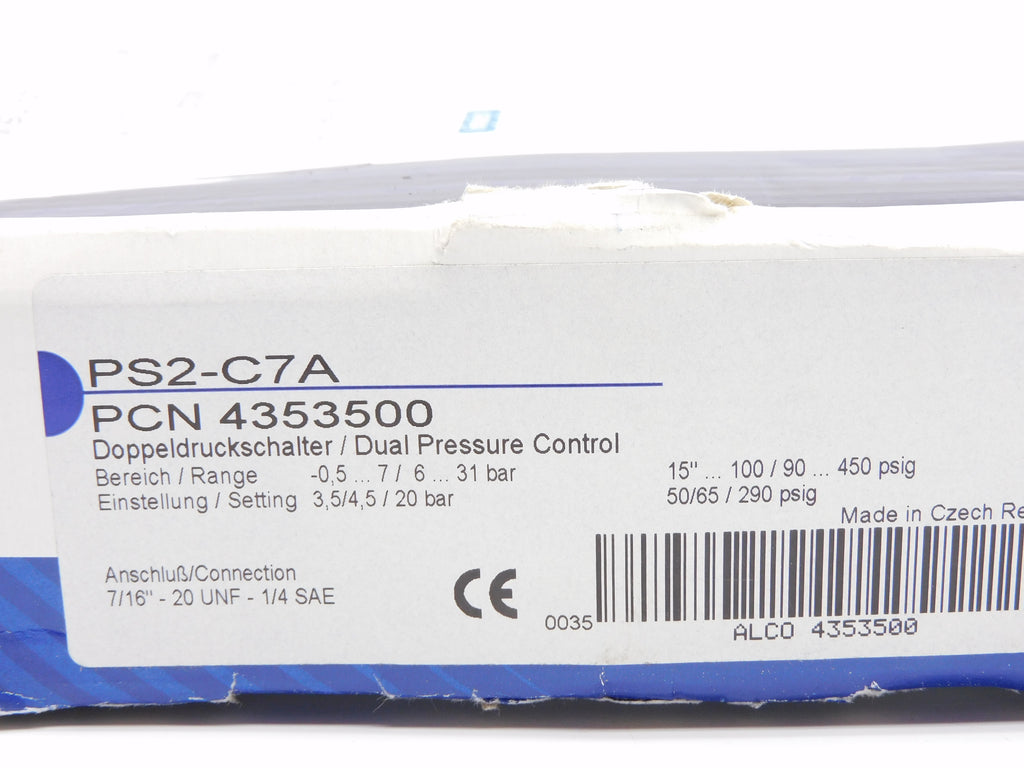 PS2-C7A
PCN 4353500
Doppeldruckschalter / Dual Pressure Control
Bereich / Range -0,5 ... 7 / 6 ... 31 bar 15" ... 100 / 90 ... 450 psig
Einstellung / Setting 3,5/4,5 / 20 bar 50/65 / 290 psig
Made in Czech Re
Anschluß/Connection
7/16" - 20 UNF - 1/4 SAE
CE
0035
ALCO 4353500